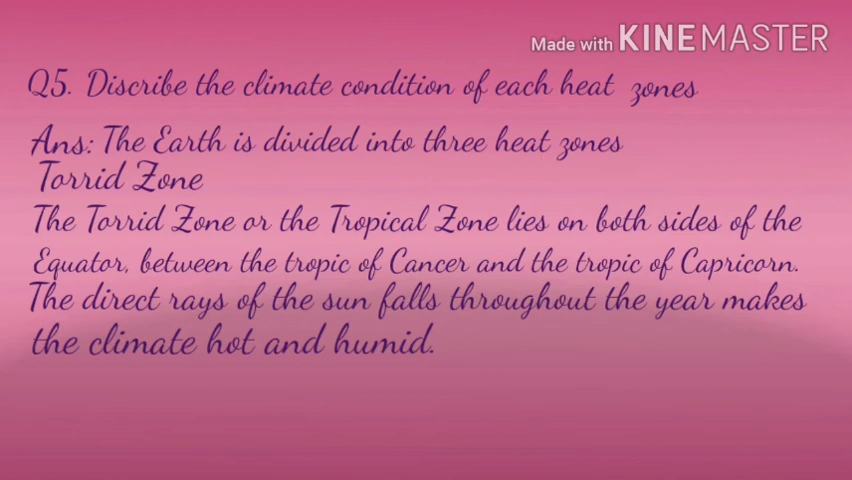 Made with KINEMASTER
Q5. Discribe the climate condition of each heat zones
Ans: The Earth is divided into three heat zones
Torrid Zone
The Torrid Zone or the Tropical Zone lies on both sides of the
Equator, between the tropic of Cancer and the tropic of Capricorn.
The direct rays of the sun falls throughout the year makes
the climate hot and humid.